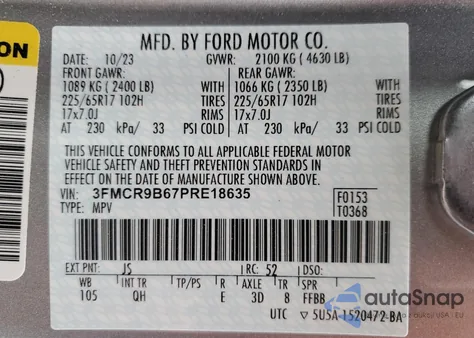 ON
MFD. BY FORD MOTOR CO.
DATE: 10/23 GVWR: 2100 KG ( 4630 LB)
FRONT GAWR: REAR GAWR:
1089 KG ( 2400 LB) WITH 1066 KG ( 2350 LB) WITH
225/65R17 102H TIRES 225/65R17 102H TIRES
17x7.0J RIMS 17x7.0J RIMS
AT 230 kPa/ 33 PSI COLD AT 230 kPa/ 33 PSI COLD
THIS VEHICLE CONFORMS TO ALL APPLICABLE FEDERAL MOTOR
VEHICLE SAFETY AND THEFT PREVENTION STANDARDS IN
EFFECT ON THE DATE OF MANUFACTURE SHOWN ABOVE.
VIN: 3FMCR9B67PRE18635 F0153
TYPE: MPV T0368
EXT PNT: JS RC: 52 DSO:
WB INT TR TP/PS R AXLE TR SPR
105 QH E 3D 8 FFBB
UTC ▽ 5U5A-1520472-BA
autoSnap